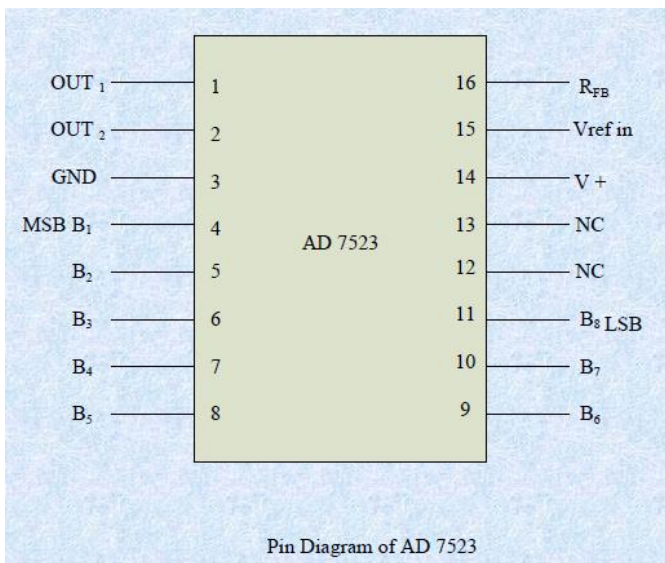 OUT 1 1 16 RFB
OUT 2 2 15 Vref in
GND 3 14 V +
MSB B1 4 13 NC
AD 7523
B2 5 12 NC
B3 6 11 B8 LSB
B4 7 10 B7
B5 8 9 B6
Pin Diagram of AD 7523